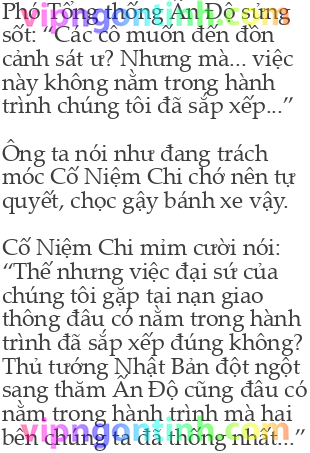 Phó Tổng thống Ấn Độ sửng
vipngontinh.com
sốt: “Các cô muốn đến đồn
cảnh sát ư? Nhưng mà... việc
này không nằm trong hành
trình chúng tôi đã sắp xếp...”
Ông ta nói như đang trách
móc Cố Niệm Chi chớ nên tự
quyết, chọc gậy bánh xe vậy.
Cố Niệm Chi mỉm cười nói:
“Thế nhưng việc đại sứ của
chúng tôi gặp tai nạn giao
thông đâu có nằm trong hành
trình đã sắp xếp đúng không?
Thủ tướng Nhật Bản đột ngột
sang thăm Ấn Độ cũng đâu có
nằm trong hành trình mà hai
vipngontinh.com
bên chúng ta đã thống nhất...”